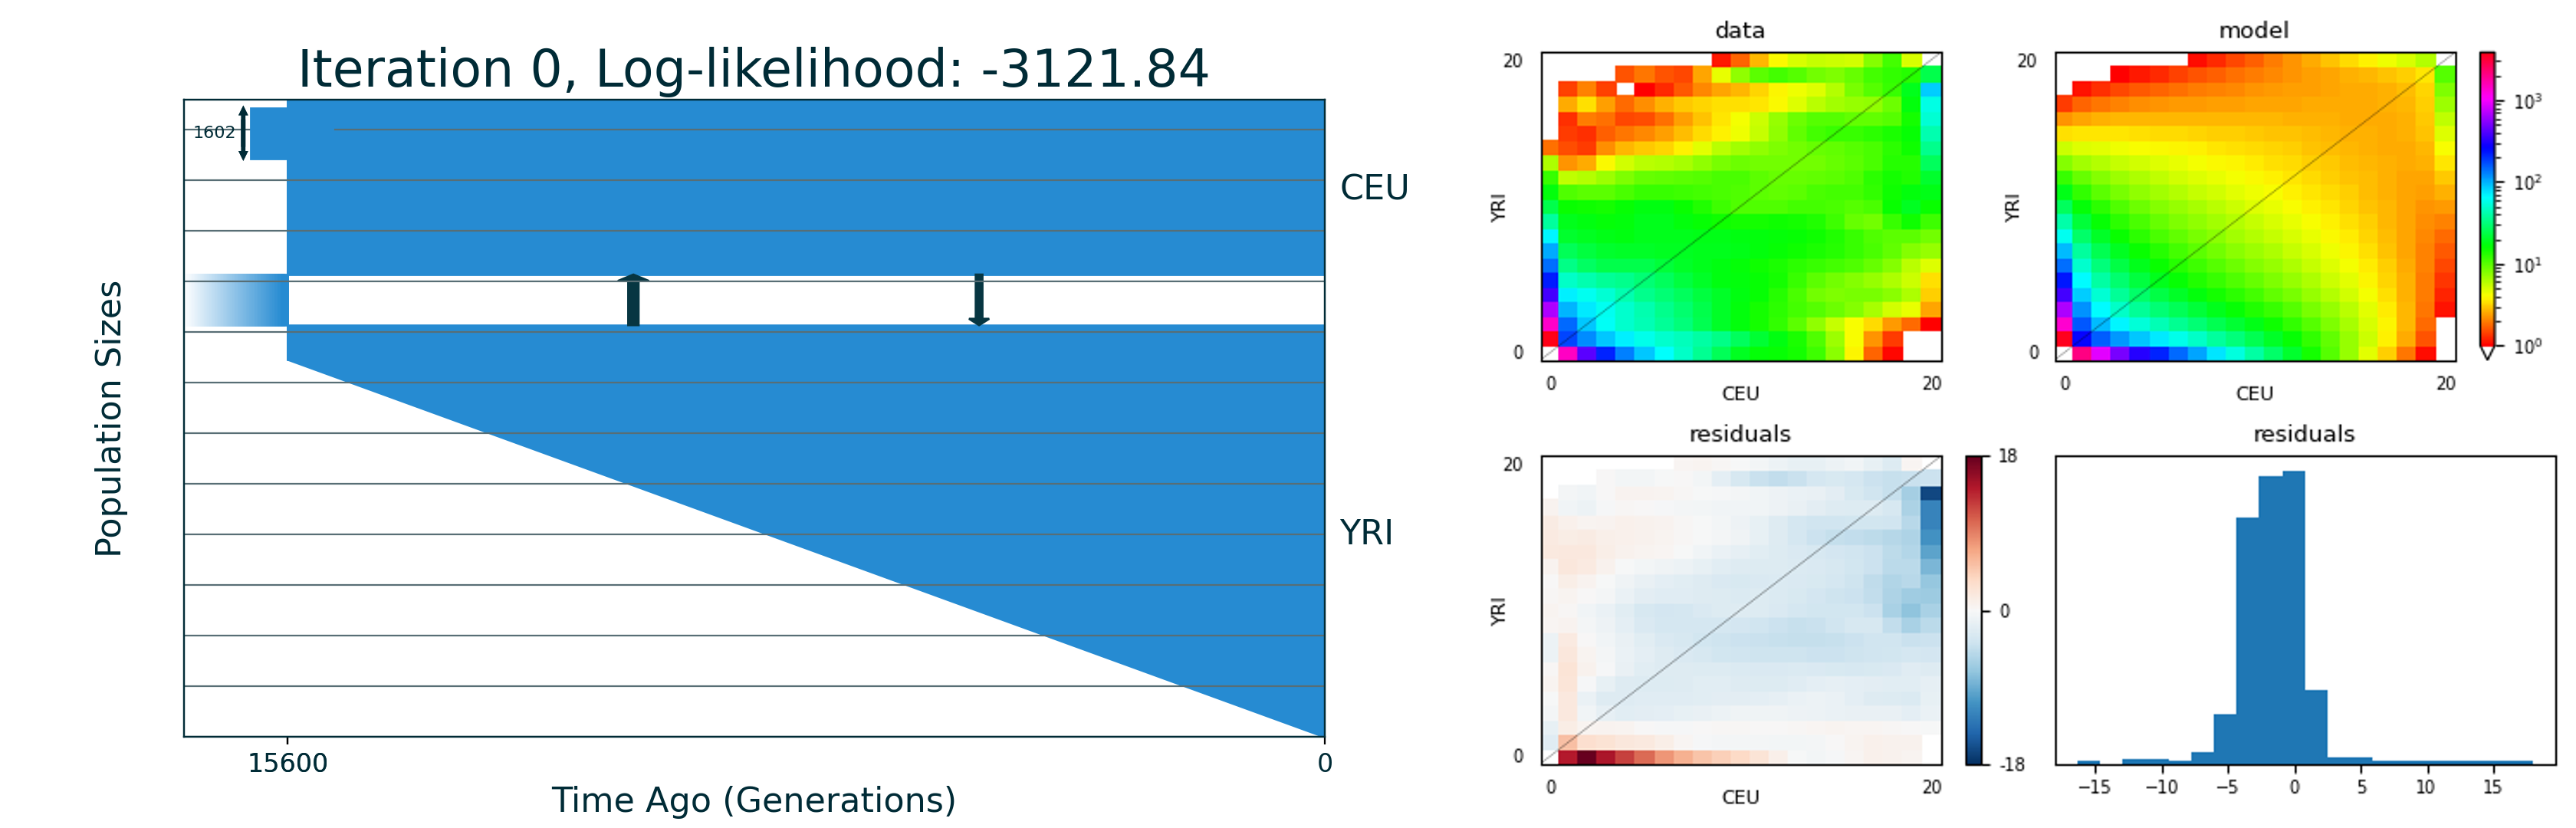 Iteration 0, Log-likelihood: -3121.84
1602
CEU
YRI
Population Sizes
15600
0
Time Ago (Generations)
data
20
YRI
0
0
20
CEU
model
20
YRI
0
0
20
CEU
10³
10²
10¹
10⁰
residuals
20
YRI
0
0
20
CEU
18
0
-18
residuals
−15
−10
−5
0
5
10
15